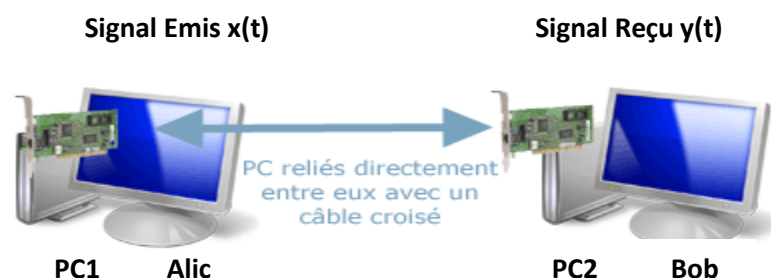 Signal Emis x(t)
Signal Reçu y(t)
PC reliés directement
entre eux avec un
câble croisé
PC1 Alic
PC2 Bob